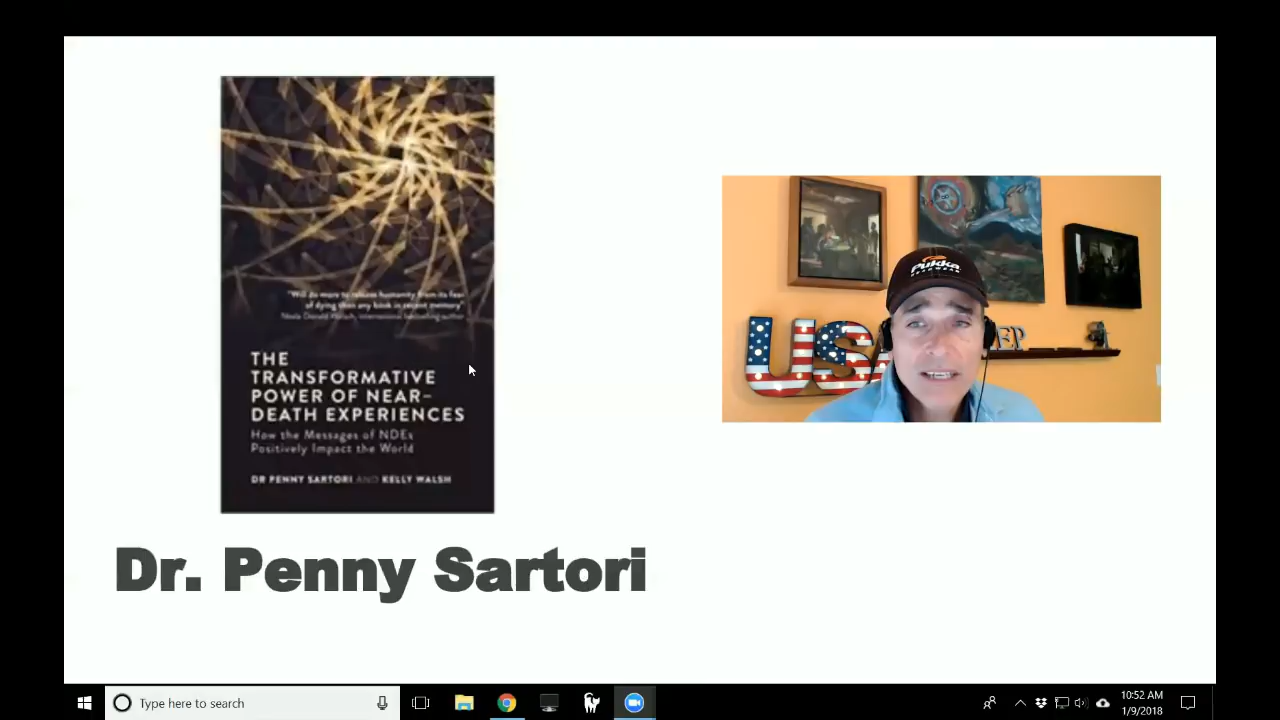 "Will do more to release humanity from its fear
of dying than any book in recent memory"
Neale Donald Walsch, international bestselling author
THE
TRANSFORMATIVE
POWER OF NEAR-
DEATH EXPERIENCES
How the Messages of NDEs
Positively Impact the World
DR PENNY SARTORI AND KELLY WALSH
Dr. Penny Sartori
Pukka
USA
EP
Type here to search
10:52 AM
1/9/2018